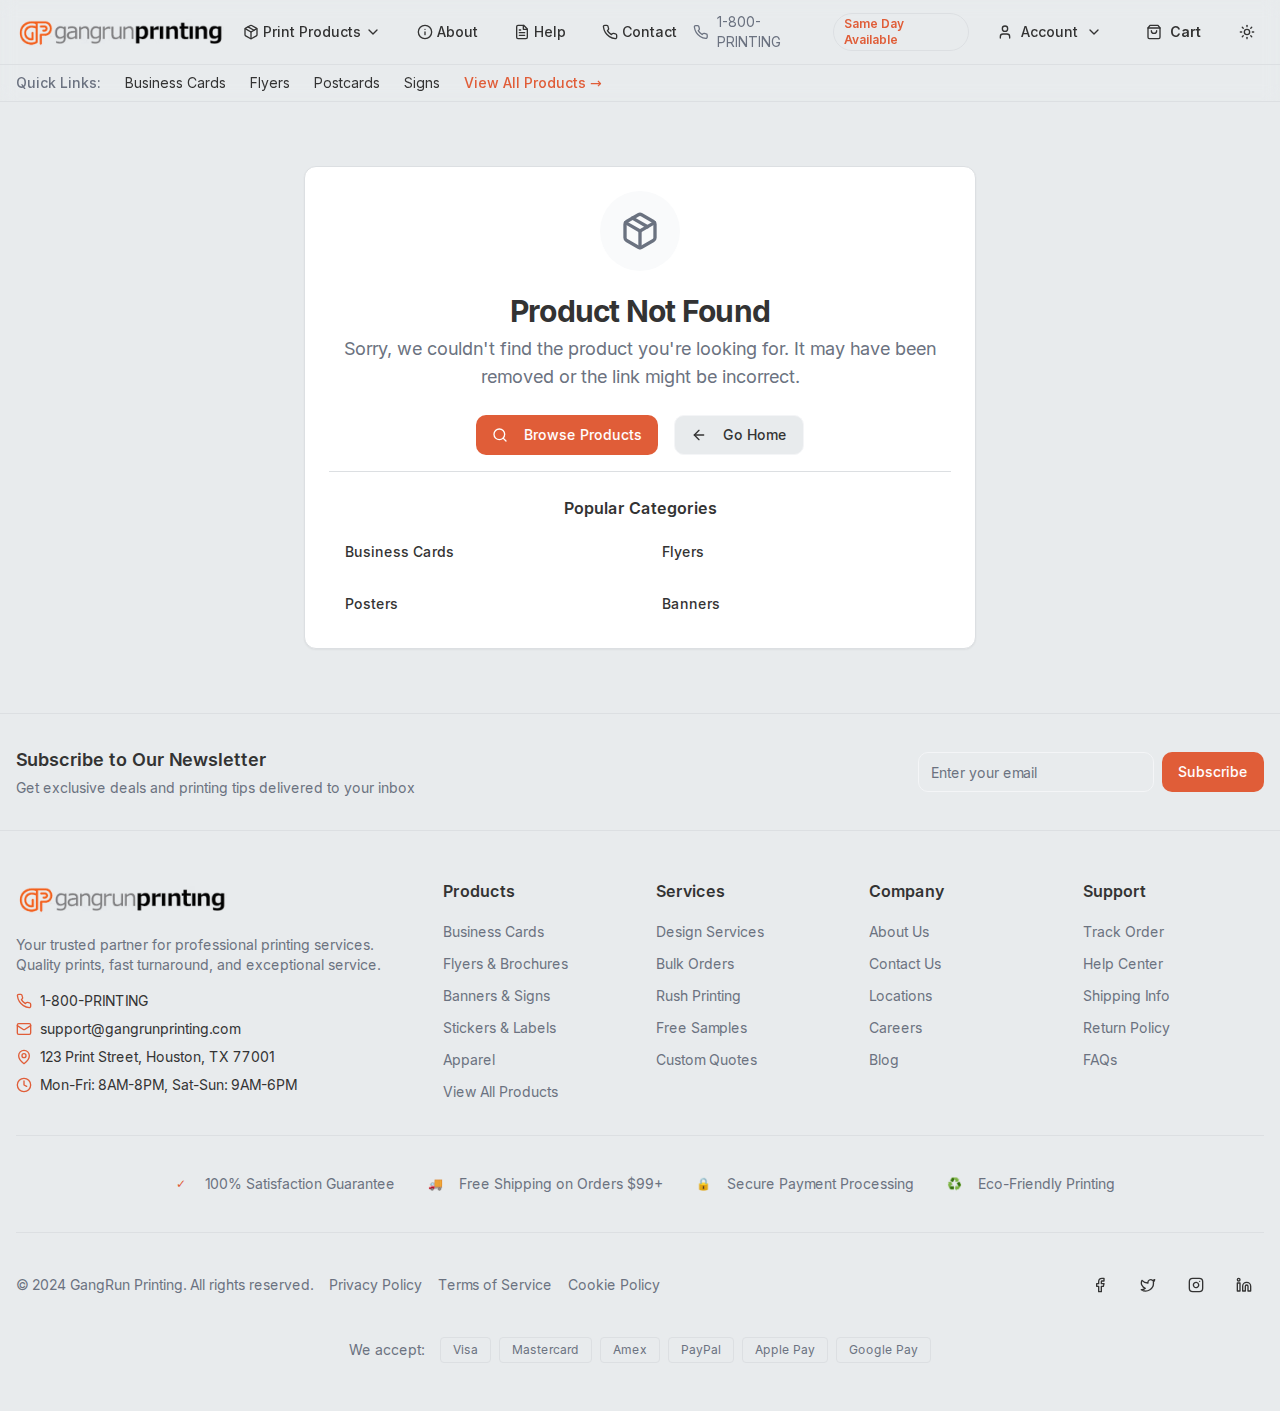 gangrunprinting
Print Products
About
Help
Contact
1-800-
PRINTING
Same Day
Available
Account
Cart
Quick Links:
Business Cards
Flyers
Postcards
Signs
View All Products →
Product Not Found
Sorry, we couldn't find the product you're looking for. It may have been
removed or the link might be incorrect.
Browse Products
Go Home
Popular Categories
Business Cards
Flyers
Posters
Banners
Subscribe to Our Newsletter
Get exclusive deals and printing tips delivered to your inbox
Enter your email
Subscribe
gangrunprinting
Your trusted partner for professional printing services.
Quality prints, fast turnaround, and exceptional service.
1-800-PRINTING
support@gangrunprinting.com
123 Print Street, Houston, TX 77001
Mon-Fri: 8AM-8PM, Sat-Sun: 9AM-6PM
Products
Business Cards
Flyers & Brochures
Banners & Signs
Stickers & Labels
Apparel
View All Products
Services
Design Services
Bulk Orders
Rush Printing
Free Samples
Custom Quotes
Company
About Us
Contact Us
Locations
Careers
Blog
Support
Track Order
Help Center
Shipping Info
Return Policy
FAQs
✓ 100% Satisfaction Guarantee
🚚 Free Shipping on Orders $99+
🔒 Secure Payment Processing
♻️ Eco-Friendly Printing
© 2024 GangRun Printing. All rights reserved.
Privacy Policy
Terms of Service
Cookie Policy
We accept:
Visa
Mastercard
Amex
PayPal
Apple Pay
Google Pay